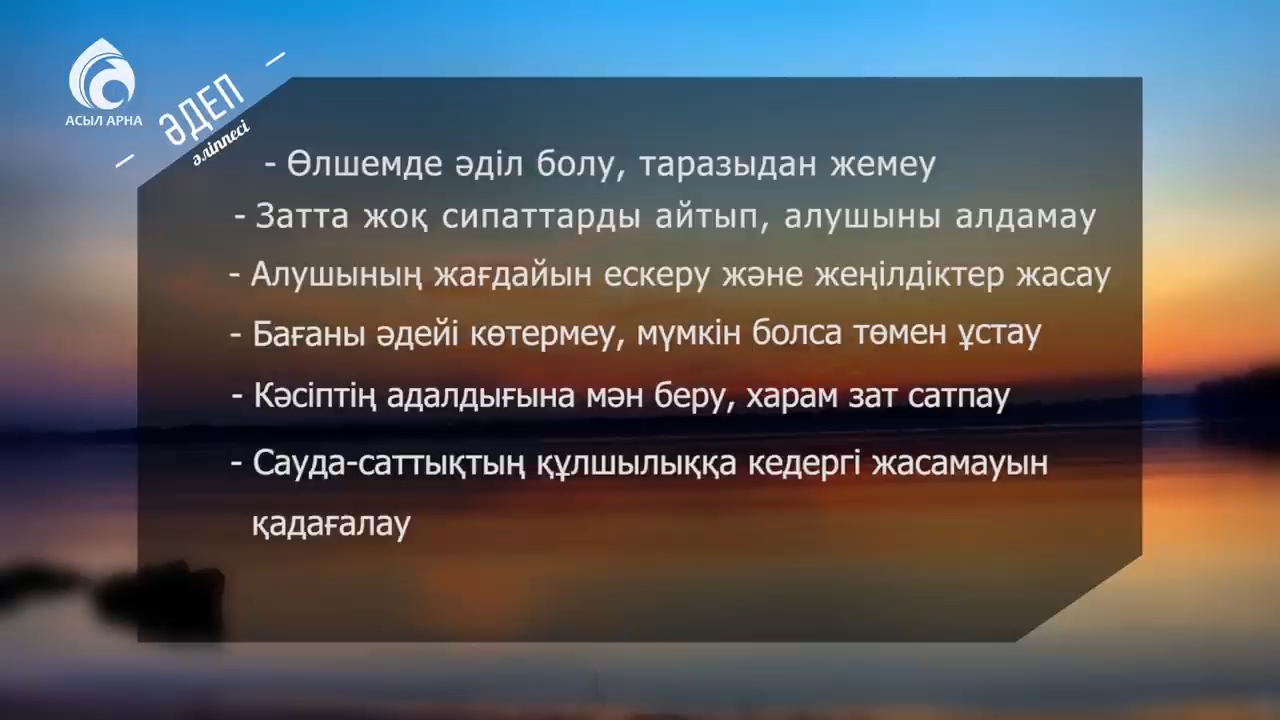 АСЫЛ АРНА
ӘДЕП
әліппесі
- Өлшемде әділ болу, таразыдан жемеу
- Затта жоқ сипаттарды айтып, алушыны алдамау
- Алушының жағдайын ескеру және жеңілдіктер жасау
- Бағаны әдейі көтермеу, мүмкін болса төмен ұстау
- Кәсіптің адалдығына мән беру, харам зат сатпау
- Сауда-саттықтың құлшылыққа кедергі жасамауын
қадағалау